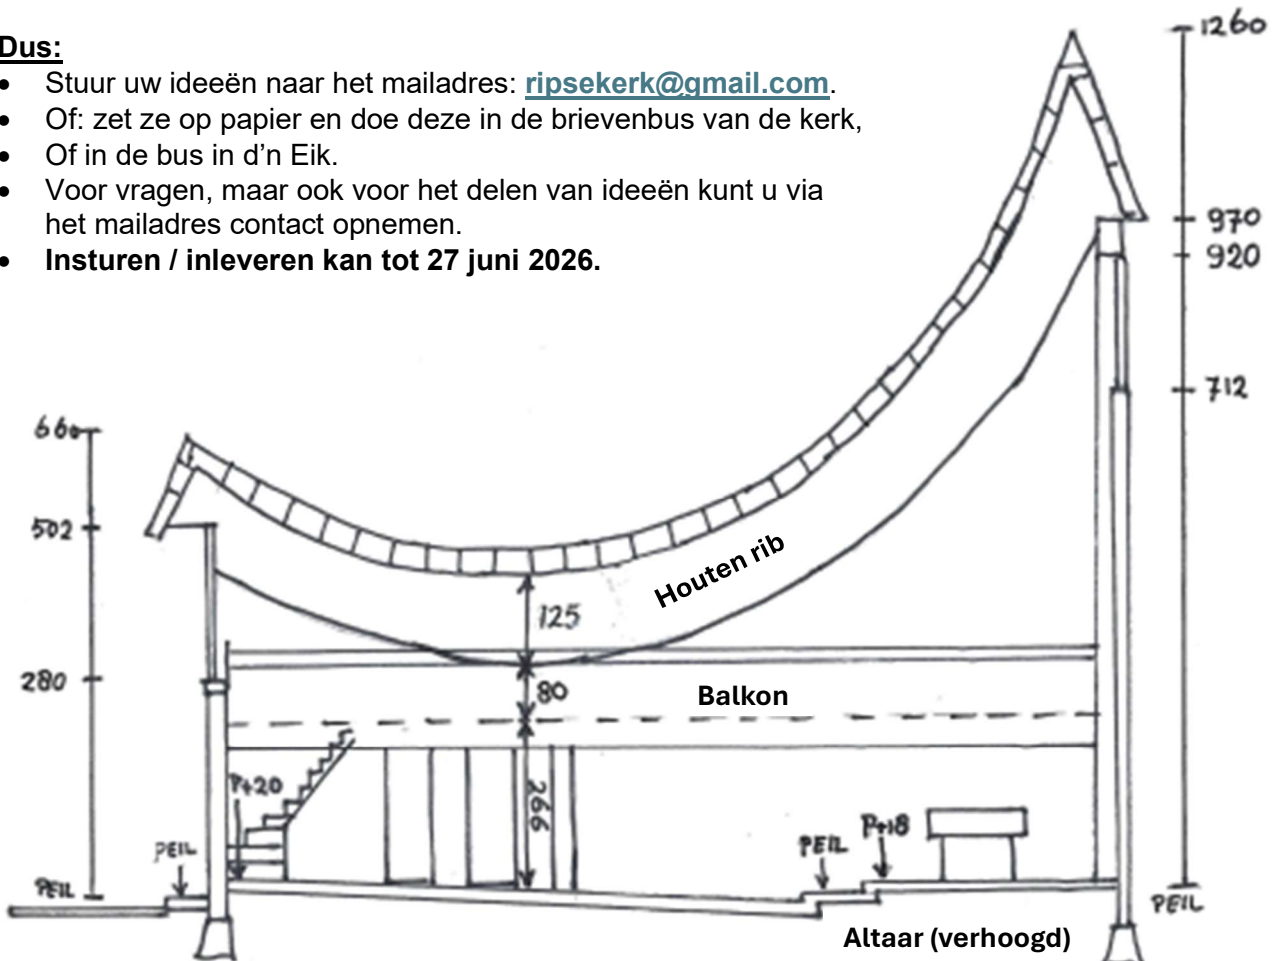 Dus:
• Stuur uw ideeën naar het mailadres: ripsekerk@gmail.com.
• Of: zet ze op papier en doe deze in de brievenbus van de kerk,
• Of in de bus in d’n Eik.
• Voor vragen, maar ook voor het delen van ideeën kunt u via
het mailadres contact opnemen.
• Insturen / inleveren kan tot 27 juni 2026.
1260
970
920
712
660
502
280
Houten rib
125
80
Balkon
266
P+20
PEIL
PEIL
PEIL
P+18
PEIL
Altaar (verhoogd)